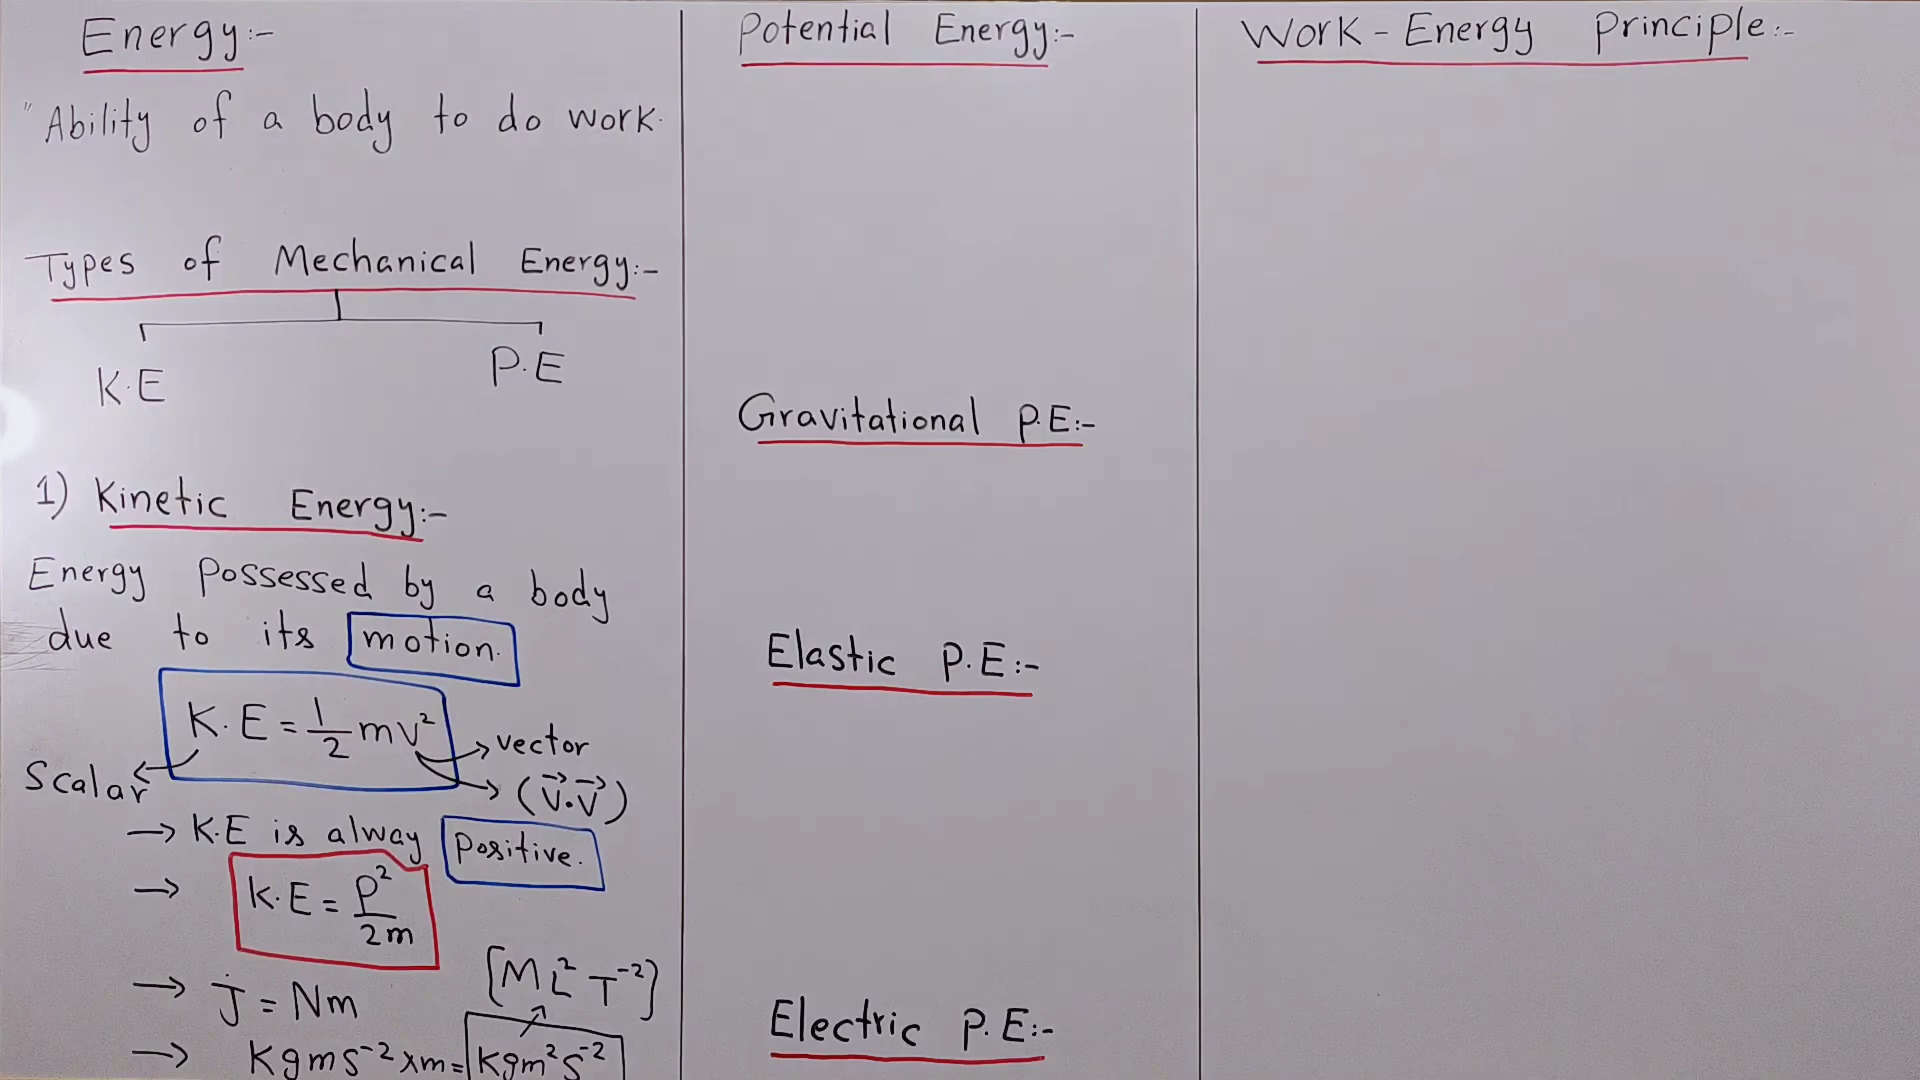 Energy:-
"Ability of a body to do work.
Types of Mechanical Energy:-
K.E
P.E
1) Kinetic Energy:-
Energy possessed by a body
due to its motion.
K.E = 1/2 mv²
→ vector
Scalar
→ (v⃗.v⃗)
→ K.E is alway Positive.
→ K.E = P²/2m
→ J = Nm
[M L² T⁻²]
→ Kgms⁻² x m = Kgm²s⁻²
Potential Energy:-
Gravitational P.E:-
Elastic P.E:-
Electric P.E:-
Work - Energy Principle:-